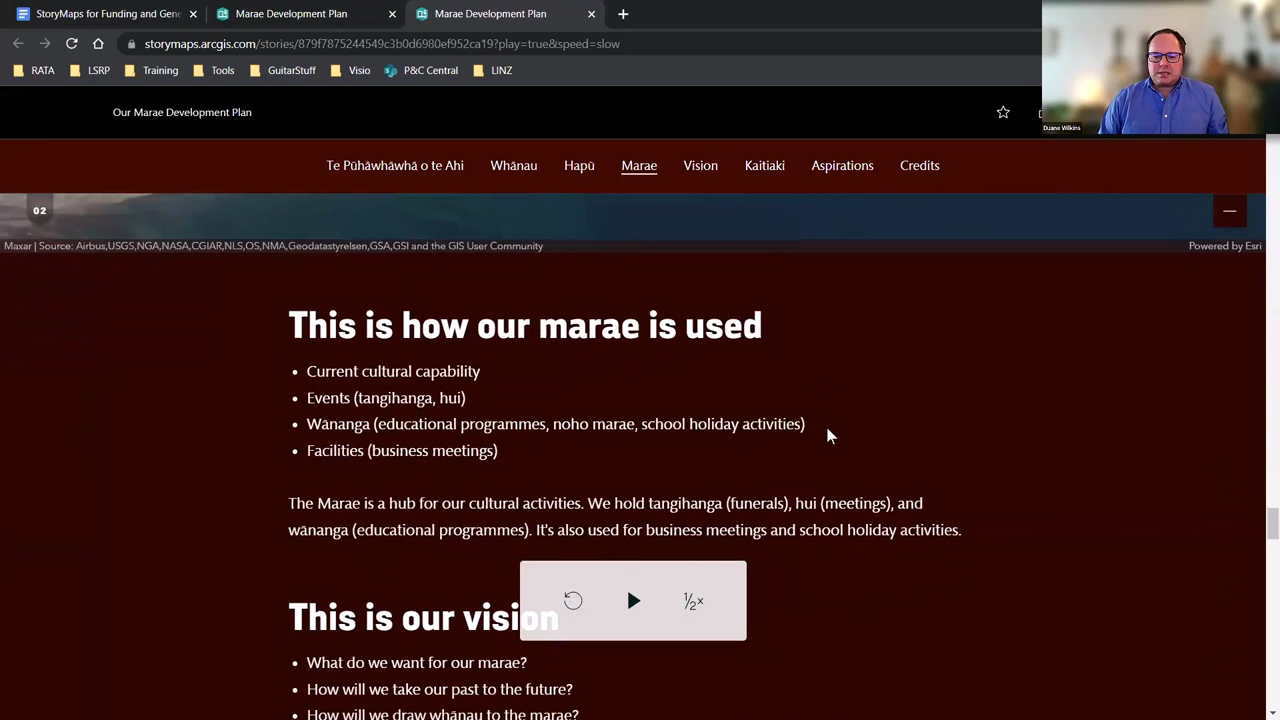 StoryMaps for Funding and Gene
Marae Development Plan
Marae Development Plan
storymaps.arcgis.com/stories/879f7875244549c3b0d6980ef952ca19?play=true&speed=slow
RATA
LSRP
Training
Tools
GuitarStuff
Visio
P&C Central
LINZ
Duane Wilkins
Our Marae Development Plan
Te Pūhāwhāwhā o te Ahi
Whānau
Hapū
Marae
Vision
Kaitiaki
Aspirations
Credits
02
Maxar | Source: Airbus,USGS,NGA,NASA,CGIAR,NLS,OS,NMA,Geodatastyrelsen,GSA,GSI and the GIS User Community
Powered by Esri
This is how our marae is used
• Current cultural capability
• Events (tangihanga, hui)
• Wānanga (educational programmes, noho marae, school holiday activities)
• Facilities (business meetings)
The Marae is a hub for our cultural activities. We hold tangihanga (funerals), hui (meetings), and
wānanga (educational programmes). It's also used for business meetings and school holiday activities.
½×
This is our vision
• What do we want for our marae?
• How will we take our past to the future?
• How will we draw whānau to the marae?